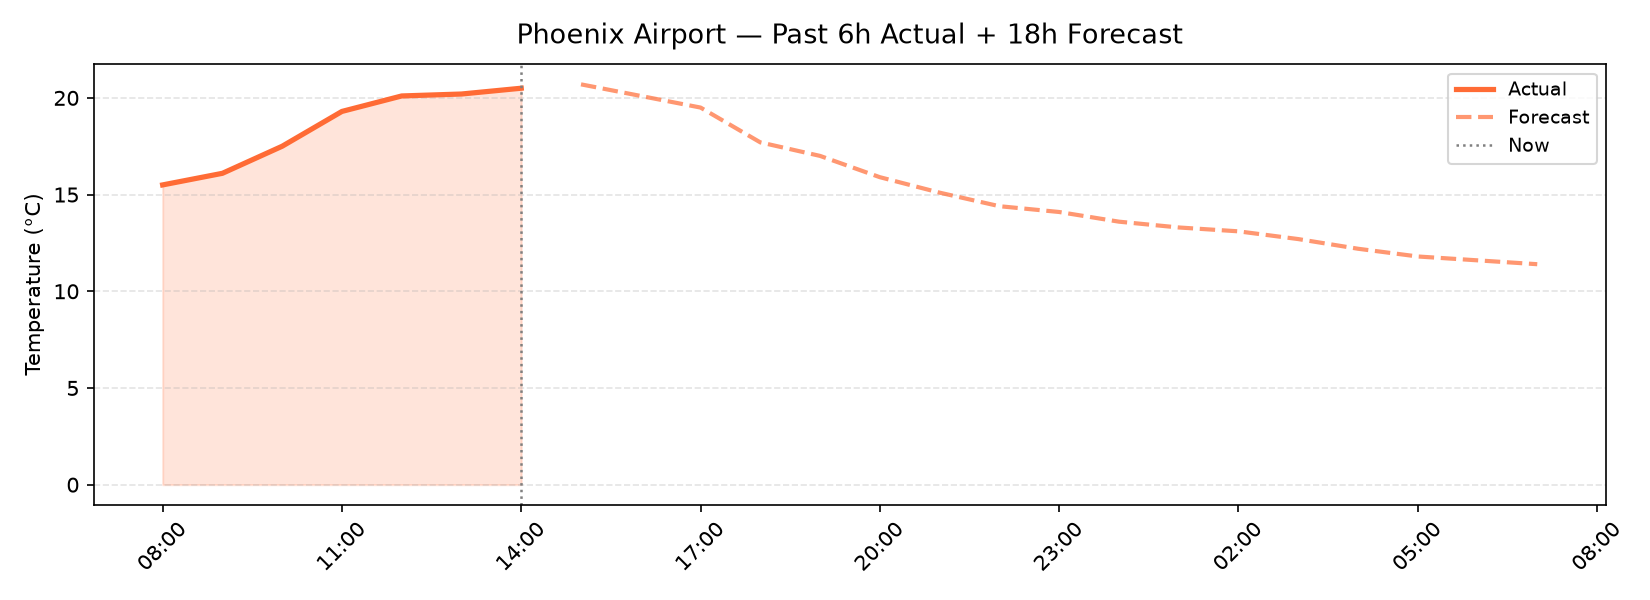 Phoenix Airport — Past 6h Actual + 18h Forecast
Temperature (°C)
20
15
10
5
0
Actual
Forecast
Now
08:00
11:00
14:00
17:00
20:00
23:00
02:00
05:00
08:00